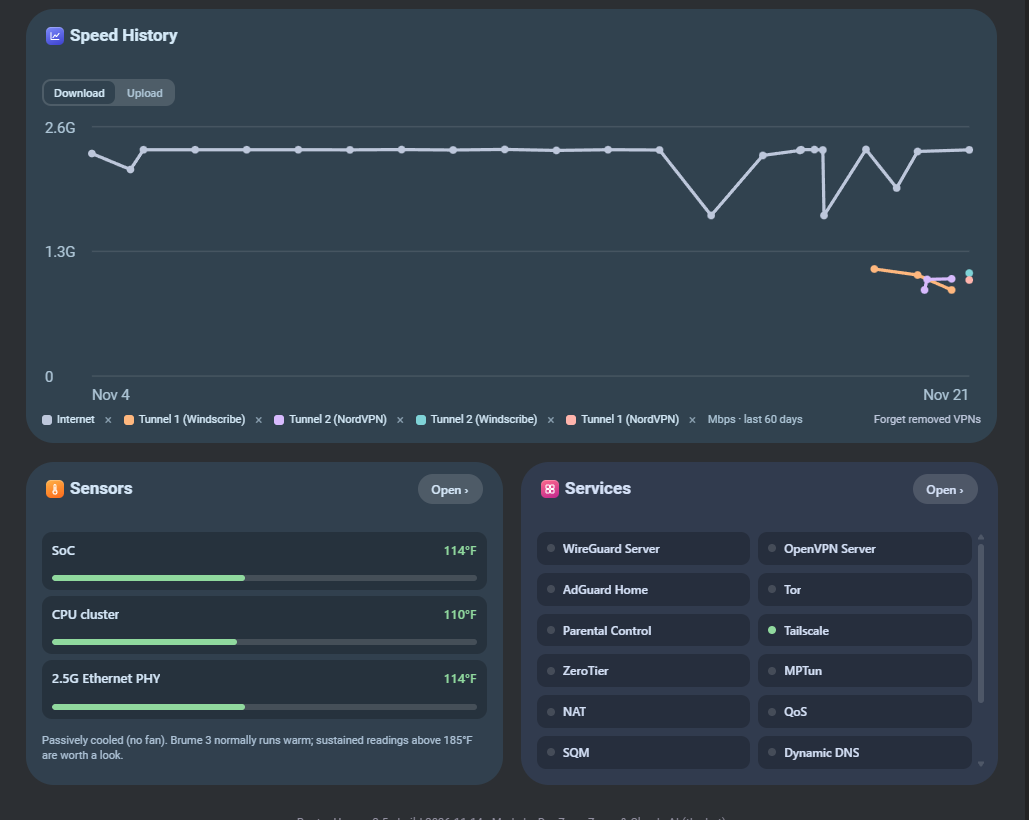 Speed History
Download Upload
2.6G
1.3G
0
Nov 4 Nov 21
Internet × Tunnel 1 (Windscribe) × Tunnel 2 (NordVPN) × Tunnel 2 (Windscribe) × Tunnel 1 (NordVPN) × Mbps · last 60 days Forget removed VPNs
Sensors Open ›
SoC 114°F
CPU cluster 110°F
2.5G Ethernet PHY 114°F
Passively cooled (no fan). Brume 3 normally runs warm; sustained readings above 185°F
are worth a look.
Services Open ›
WireGuard Server OpenVPN Server
AdGuard Home Tor
Parental Control Tailscale
ZeroTier MPTun
NAT QoS
SQM Dynamic DNS